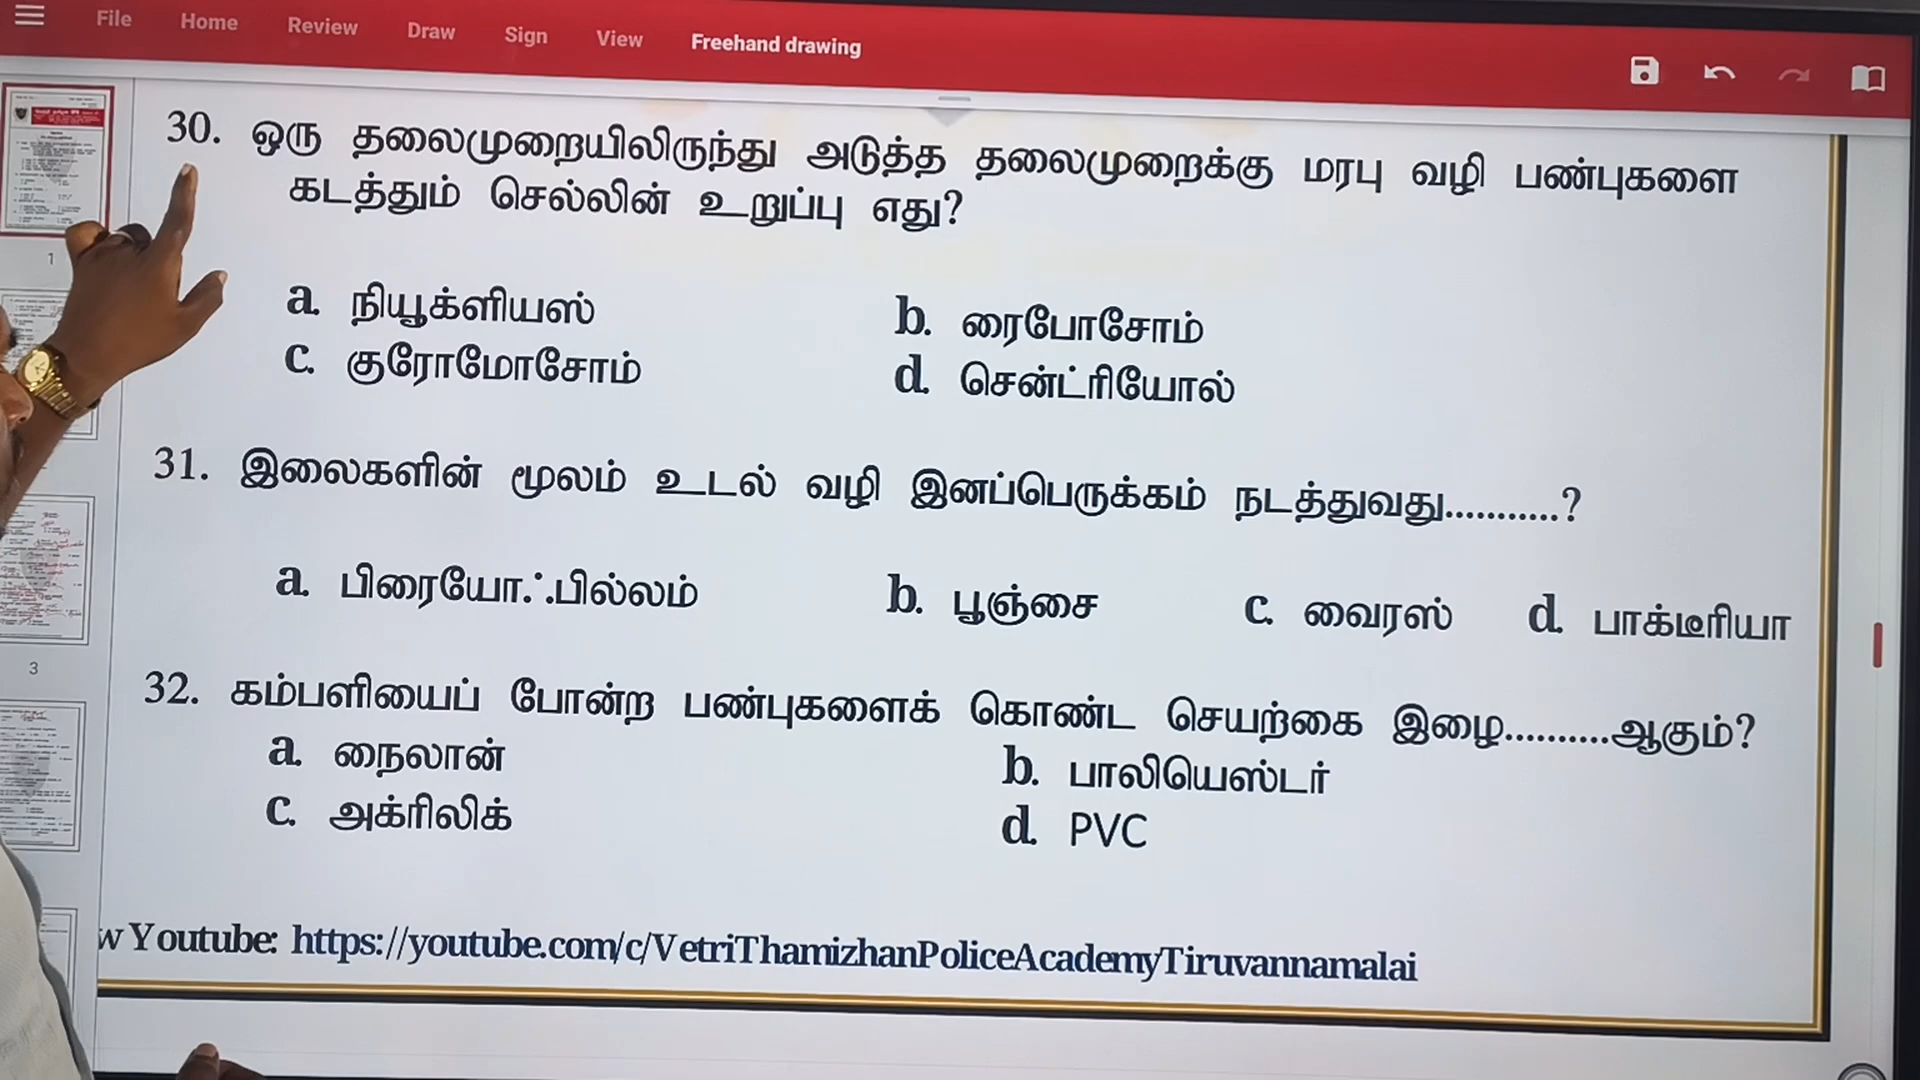 File Home Review Draw Sign View Freehand drawing
30. ஒரு தலைமுறையிலிருந்து அடுத்த தலைமுறைக்கு மரபு வழி பண்புகளை
கடத்தும் செல்லின் உறுப்பு எது?
a. நியூக்ளியஸ் b. ரைபோசோம்
c. குரோமோசோம் d. சென்ட்ரியோல்
31. இலைகளின் மூலம் உடல் வழி இனப்பெருக்கம் நடத்துவது...........?
a. பிரையோஃபில்லம் b. பூஞ்சை c. வைரஸ் d. பாக்டீரியா
32. கம்பளியைப் போன்ற பண்புகளைக் கொண்ட செயற்கை இழை..........ஆகும்?
a. நைலான் b. பாலியெஸ்டர்
c. அக்ரிலிக் d. PVC
w Youtube: https://youtube.com/c/VetriThamizhanPoliceAcademyTiruvannamalai
1
3